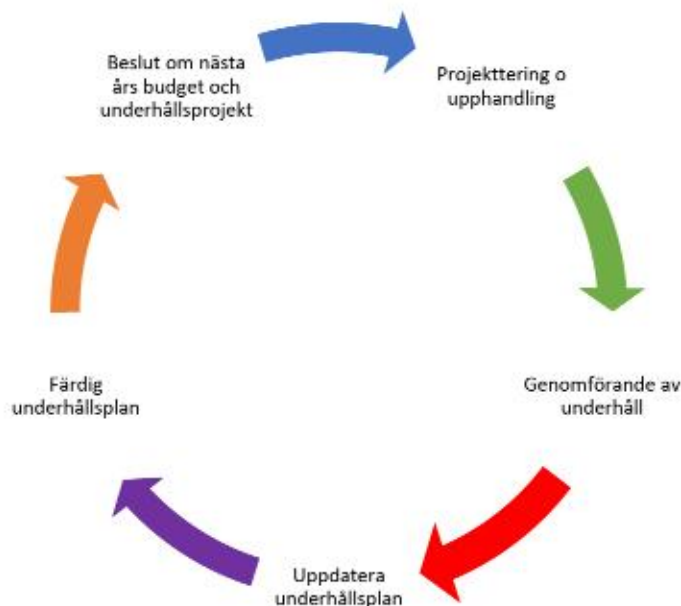 Beslut om nästa
års budget och
underhållsprojekt
Projekttering o
upphandling
Genomförande av
underhåll
Uppdatera
underhållsplan
Färdig
underhållsplan